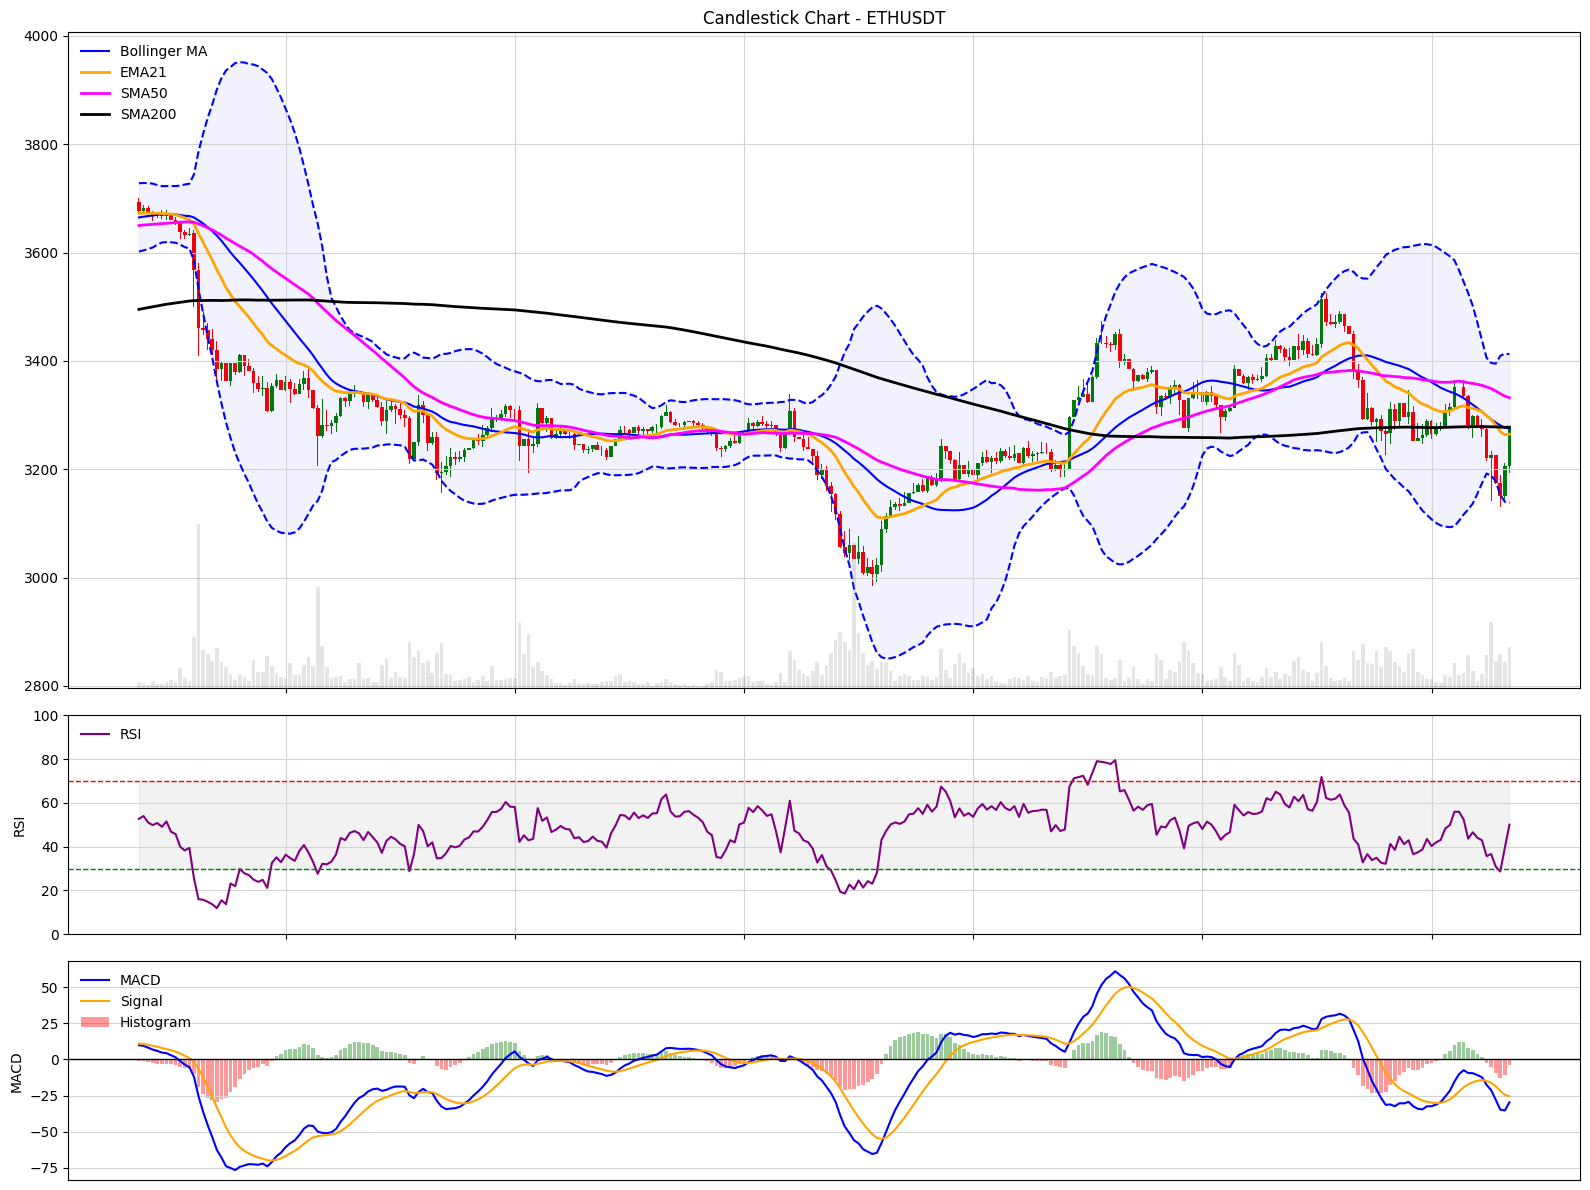 Candlestick Chart - ETHUSDT
4000
3800
3600
3400
3200
3000
2800
Bollinger MA
EMA21
SMA50
SMA200
100
80
60
40
20
0
RSI
RSI
50
25
0
−25
−50
−75
MACD
MACD
Signal
Histogram